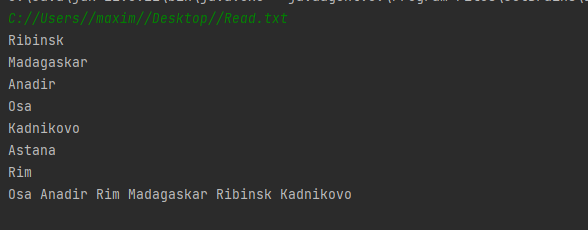 C://Users//maxim//Desktop//Read.txt
Ribinsk
Madagaskar
Anadir
Osa
Kadnikovo
Astana
Rim
Osa Anadir Rim Madagaskar Ribinsk Kadnikovo